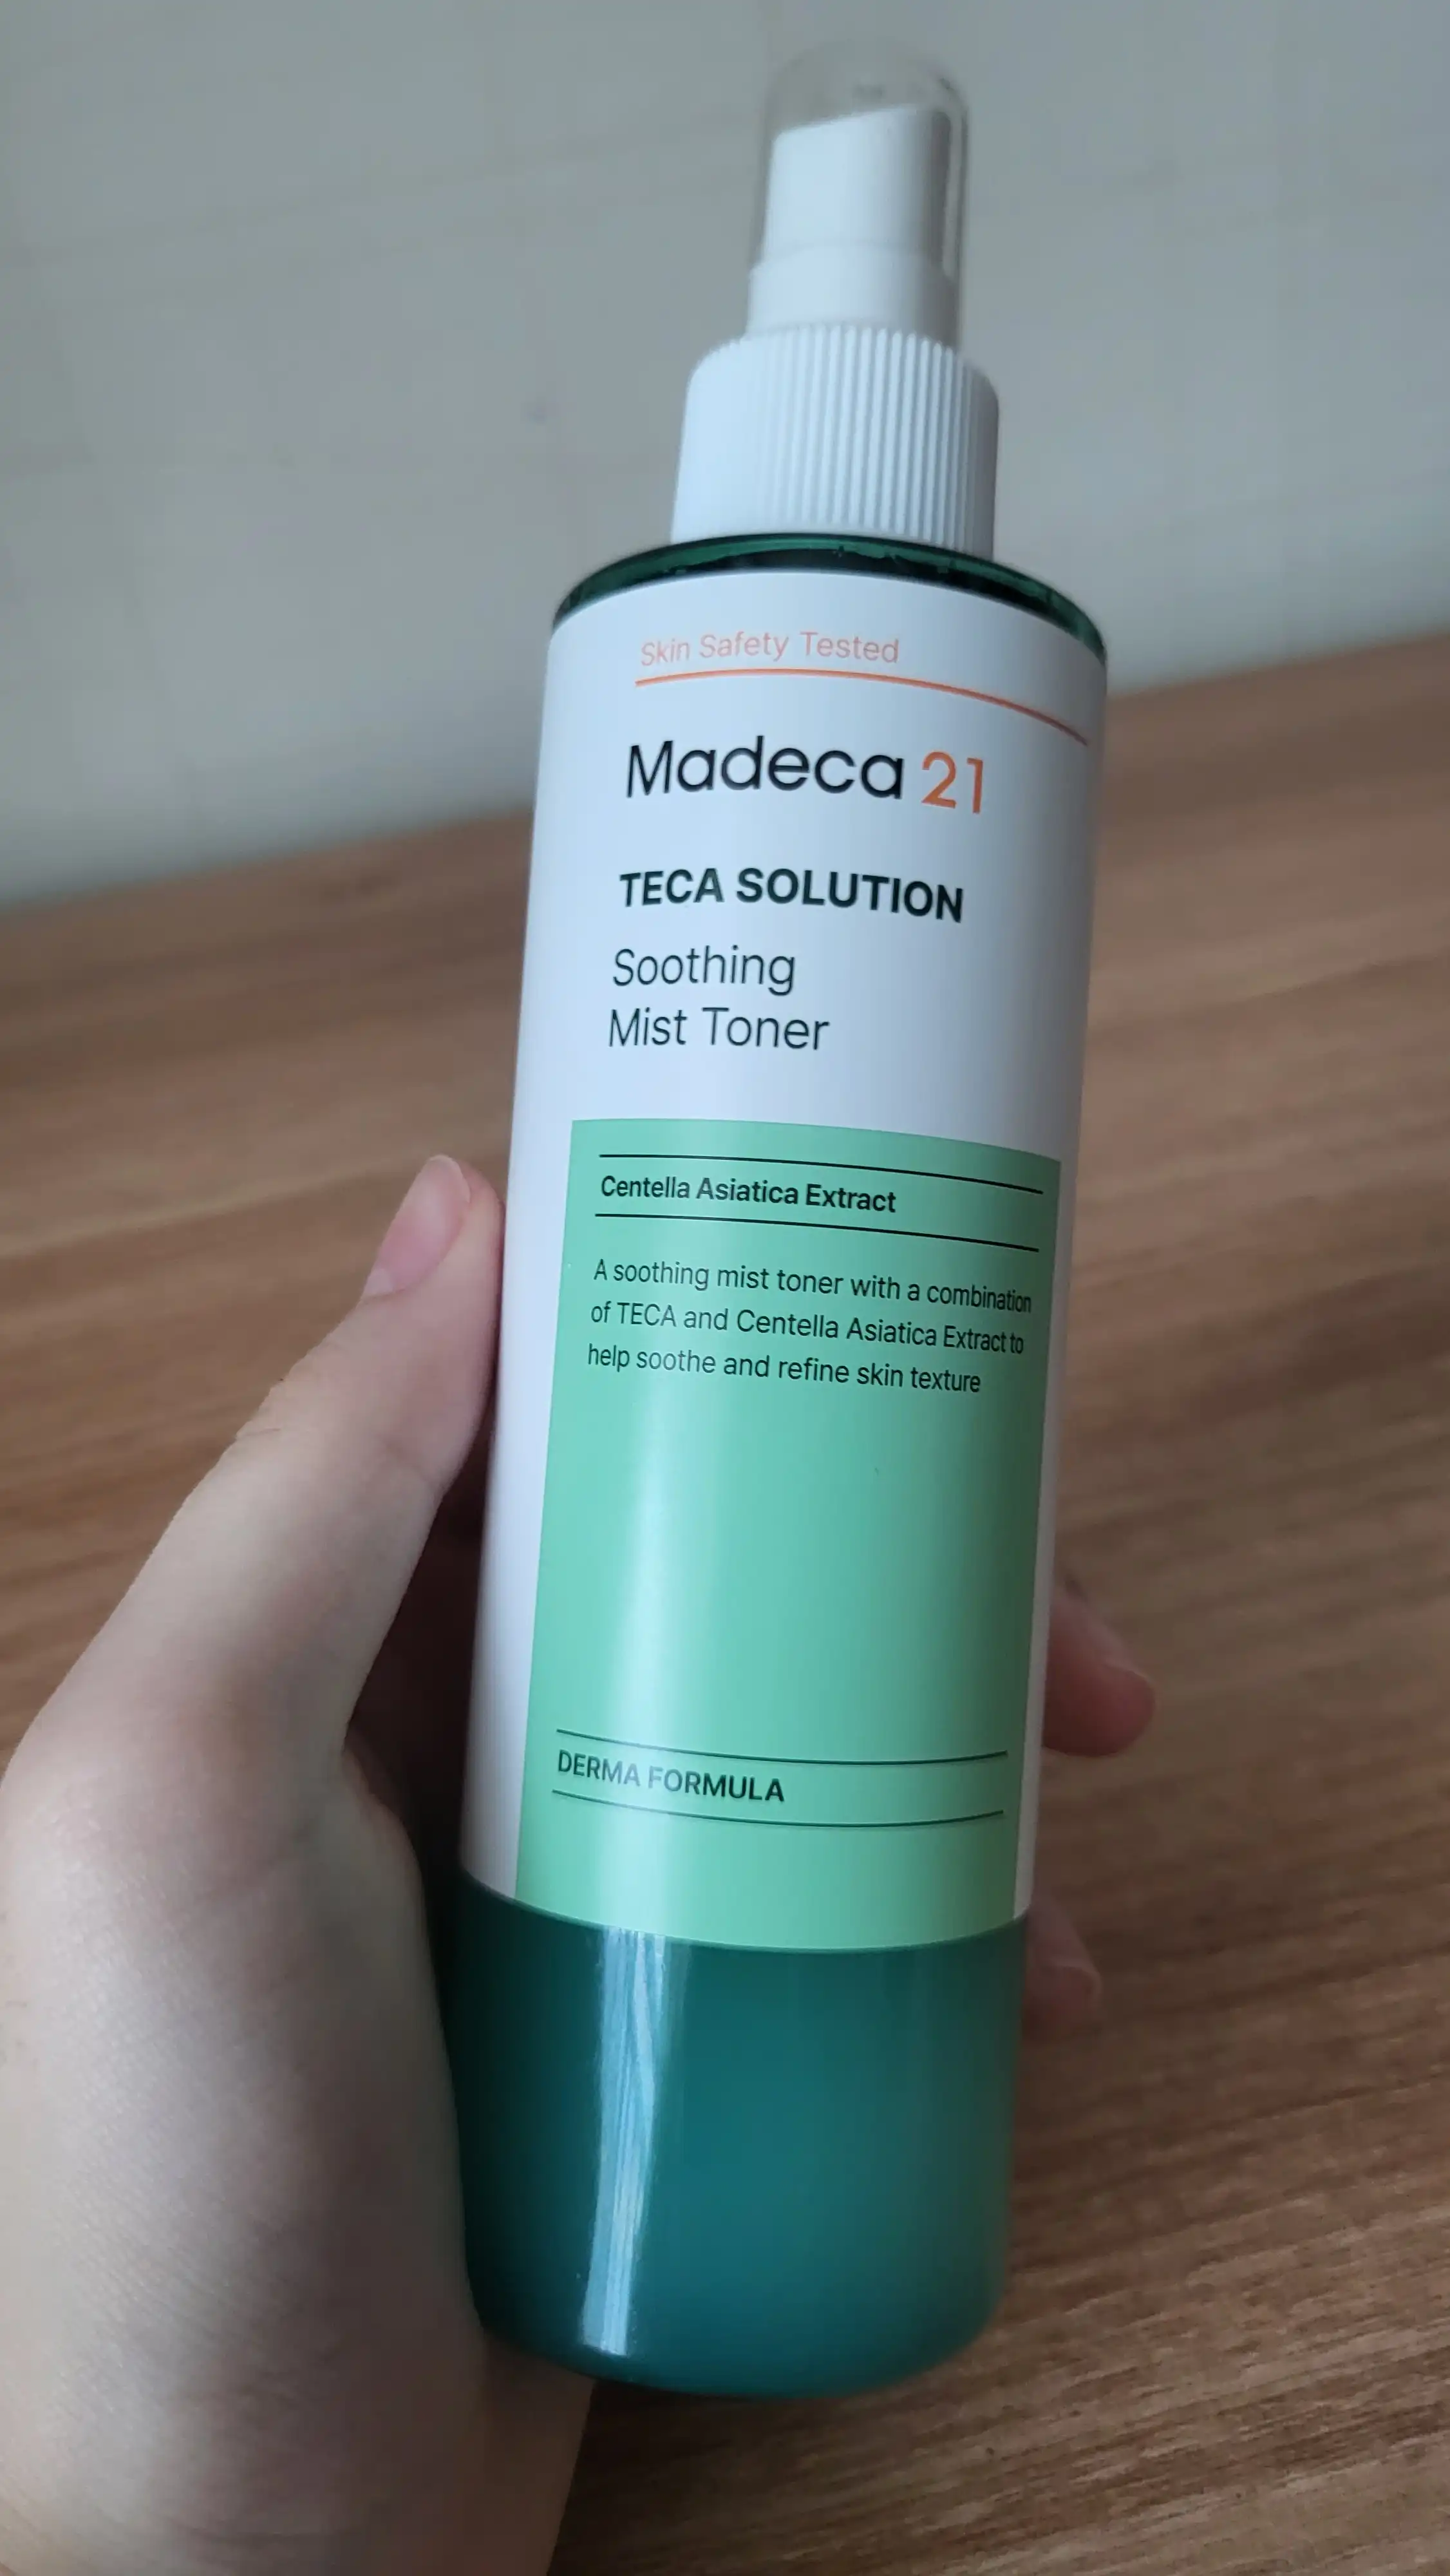 Skin Safety Tested
Madeca 21
TECA SOLUTION
Soothing
Mist Toner
Centella Asiatica Extract
A soothing mist toner with a combination
of TECA and Centella Asiatica Extract to
help soothe and refine skin texture
DERMA FORMULA